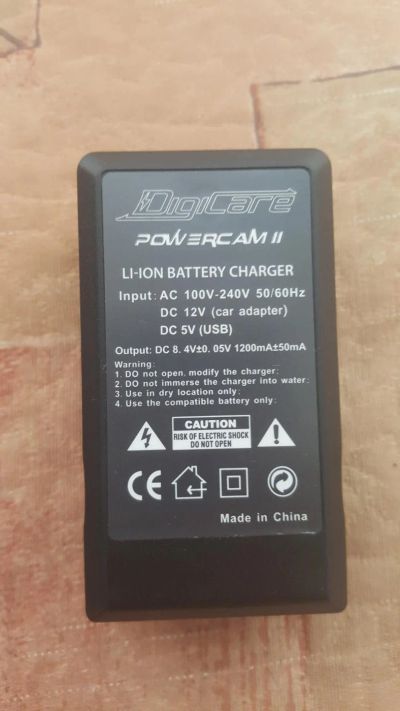 DigiCare
POWERCAM II
LI-ION BATTERY CHARGER
Input: AC 100V-240V 50/60Hz
DC 12V (car adapter)
DC 5V (USB)
Output: DC 8. 4V±0. 05V 1200mA±50mA
Warning:
1. DO not open, modify the charger;
2. DO not immerse the charger into water;
3. Use in dry location only;
4. Use the compatible battery only;
CAUTION
RISK OF ELECTRIC SHOCK
DO NOT OPEN
CE
Made in China